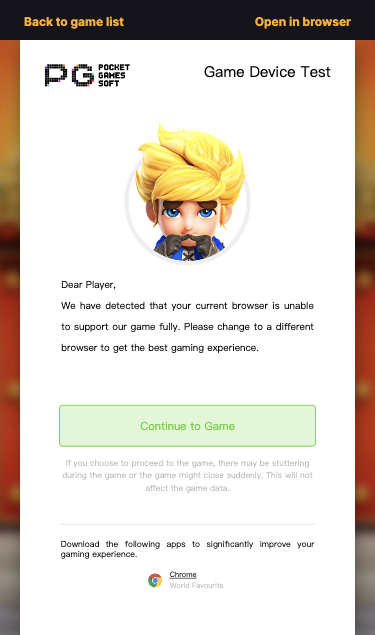 Back to game list
Open in browser
PG POCKET
GAMES
SOFT
Game Device Test
Dear Player,
We have detected that your current browser is unable
to support our game fully. Please change to a different
browser to get the best gaming experience.
Continue to Game
If you choose to proceed to the game, there may be stuttering
during the game or the game might close suddenly. This will not
affect the game data.
Download the following apps to significantly improve your
gaming experience.
Chrome
World Favourite